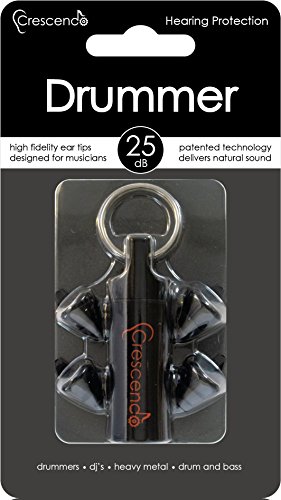 Crescendo
Hearing Protection
Drummer
high fidelity ear tips
designed for musicians
25
dB
patented technology
delivers natural sound
Crescendo
drummers · dj's · heavy metal · drum and bass